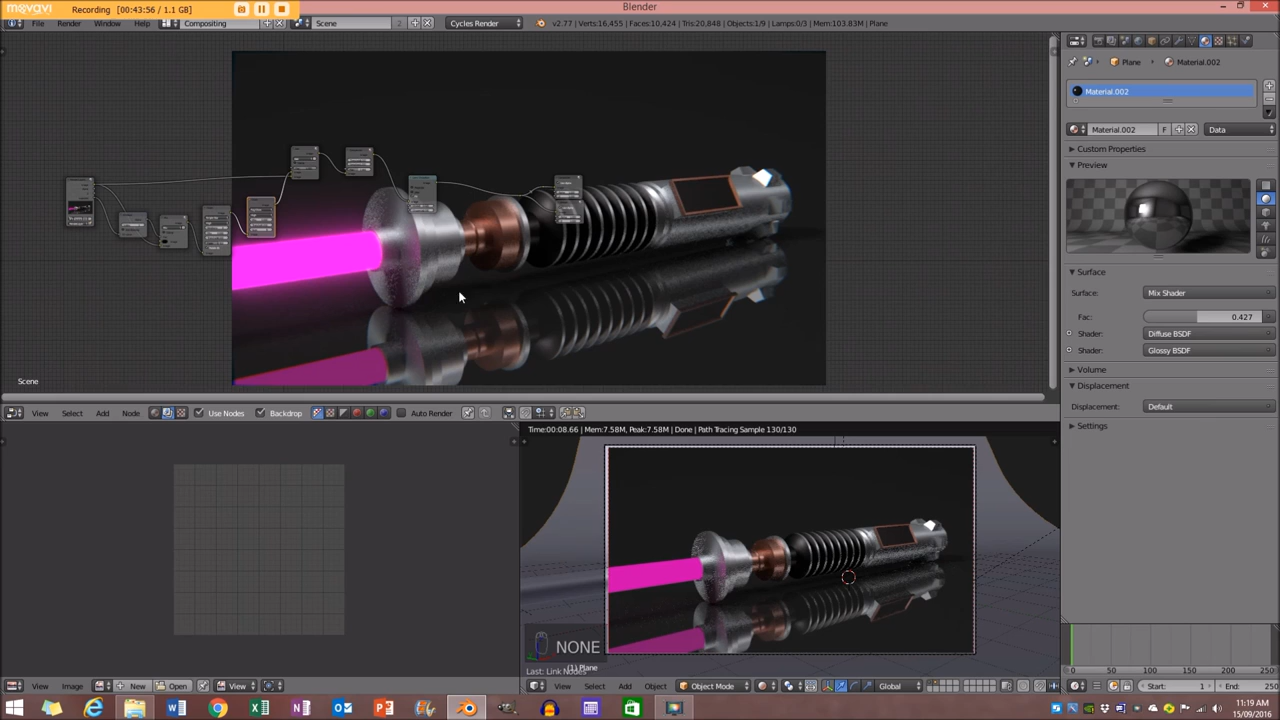 movavi Recording (00:43:56 / 1.1 GB)
Blender
File Render Window Help Compositing Scene 2 Cycles Render v2.77 | Verts:16,455 | Faces:10,424 | Tris:20,848 | Objects:1/9 | Lamps:0/3 | Mem:103.83M | Plane
Plane Material.002
Material.002
Material.002 F Data
Custom Properties
Preview
Surface
Surface: Mix Shader
Fac: 0.427
Shader: Diffuse BSDF
Shader: Glossy BSDF
Volume
Displacement
Displacement: Default
Settings
Scene
View Select Add Node Use Nodes Backdrop Auto Render
Time:00:08.66 | Mem:7.58M, Peak:7.58M | Done | Path Tracing Sample 130/130
NONE
(1) Plane
Last: Link Nodes
View Image New Open View
View Select Add Object Object Mode Global
0 50 100 150 200 250
Start: 1 End: 250
11:19 AM
15/09/2016